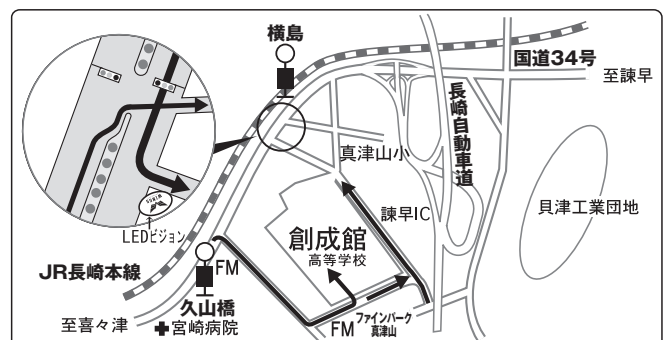 横島
国道34号
至諫早
長崎自動車道
真津山小
諫早IC
貝津工業団地
LEDビジョン
創成館
高等学校
JR長崎本線
FM
久山橋
至喜々津
宮崎病院
FM
ファインパーク
真津山